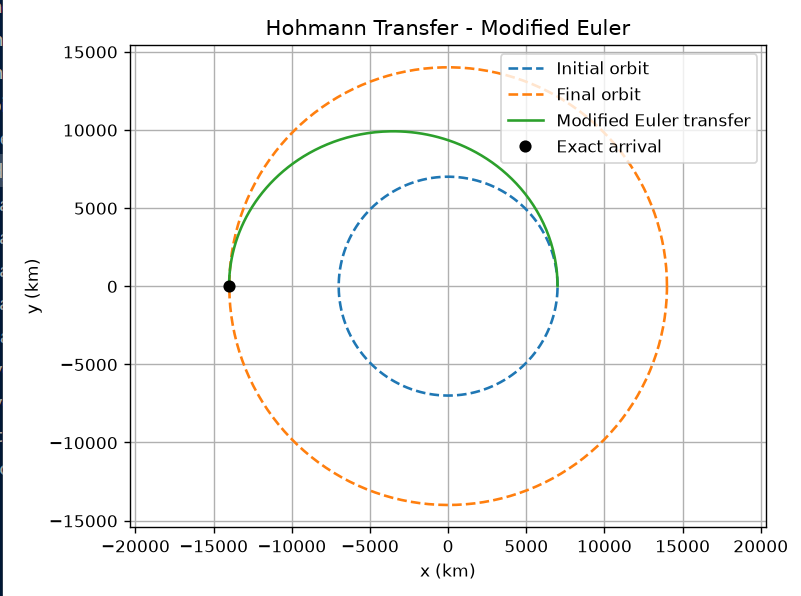 Hohmann Transfer - Modified Euler
Initial orbit
Final orbit
Modified Euler transfer
Exact arrival
15000
10000
5000
0
−5000
−10000
−15000
y (km)
−20000 −15000 −10000 −5000 0 5000 10000 15000 20000
x (km)